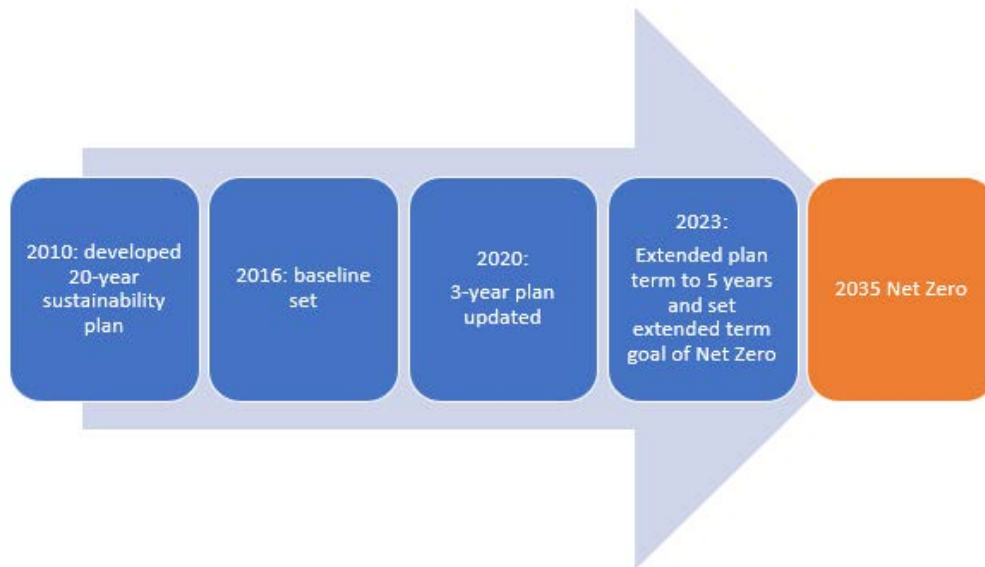 2010: developed
20-year
sustainability
plan
2016: baseline
set
2020:
3-year plan
updated
2023:
Extended plan
term to 5 years
and set
extended term
goal of Net Zero
2035 Net Zero